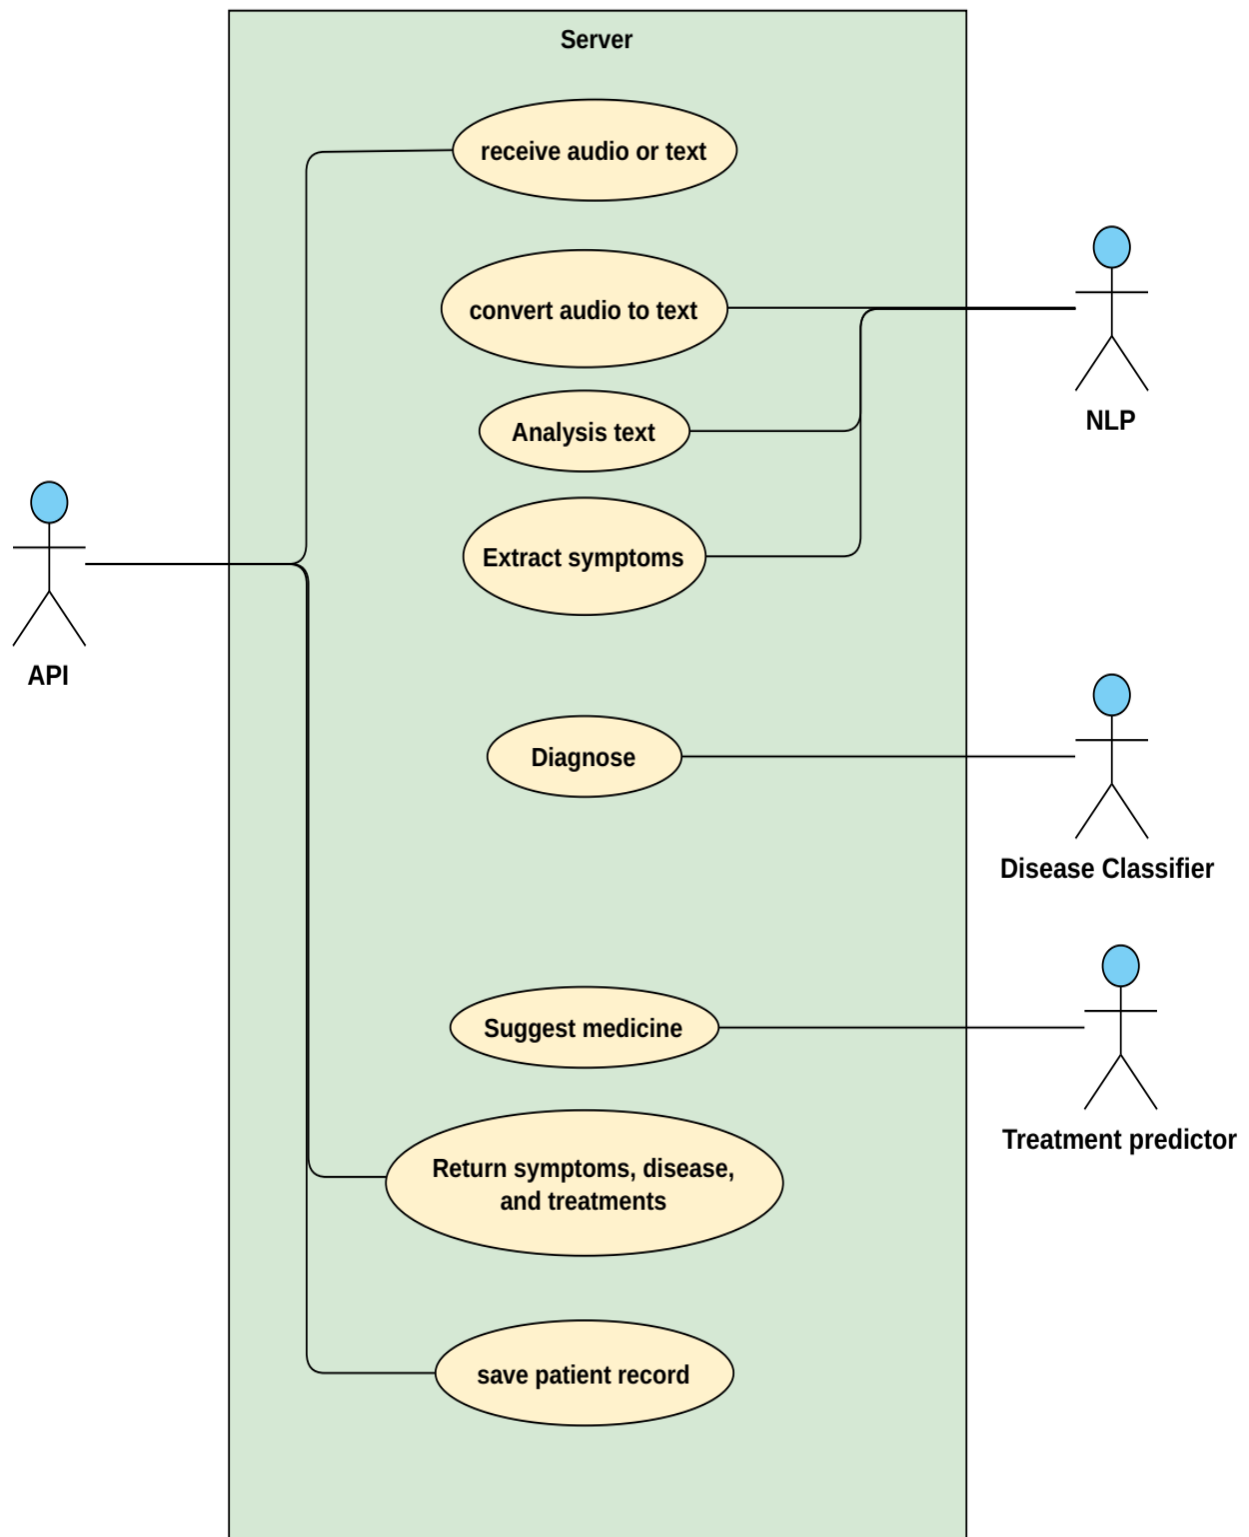 Server
receive audio or text
convert audio to text
NLP
Analysis text
Extract symptoms
API
Diagnose
Disease Classifier
Suggest medicine
Treatment predictor
Return symptoms, disease,
and treatments
save patient record